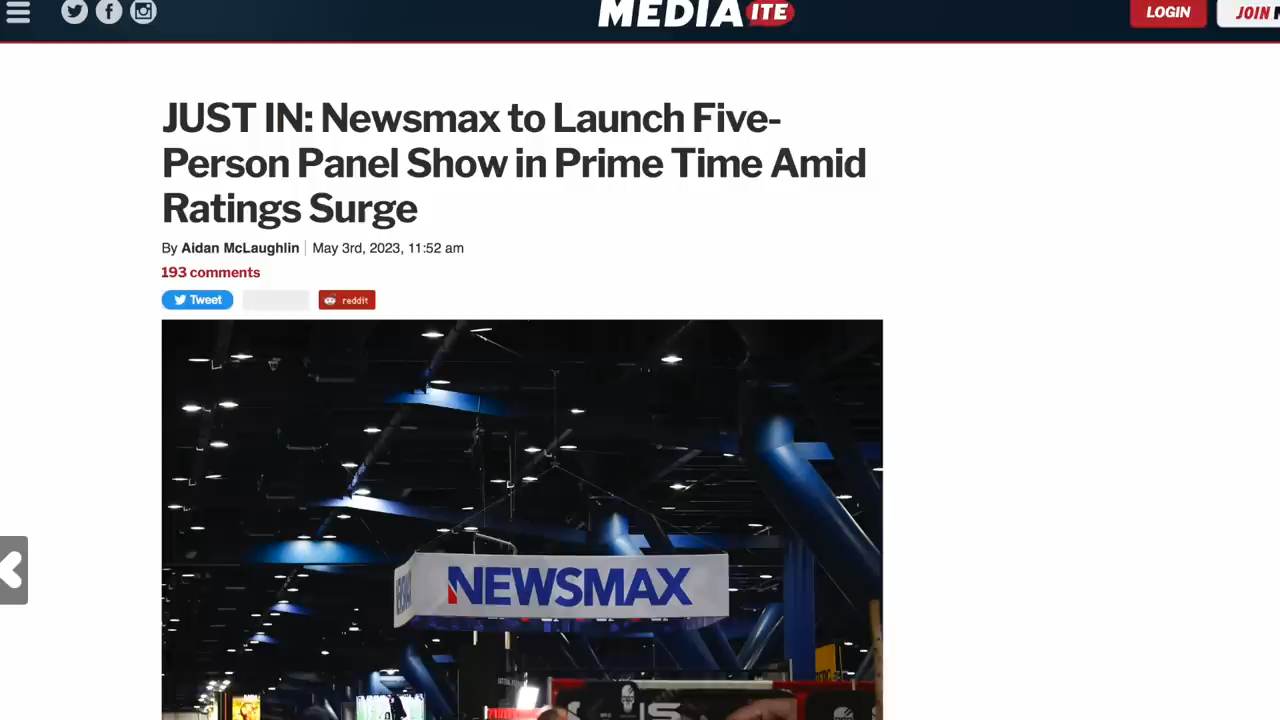 MEDIAITE
LOGIN
JOIN
JUST IN: Newsmax to Launch Five-
Person Panel Show in Prime Time Amid
Ratings Surge
By Aidan McLaughlin | May 3rd, 2023, 11:52 am
193 comments
Tweet
reddit
NEWSMAX